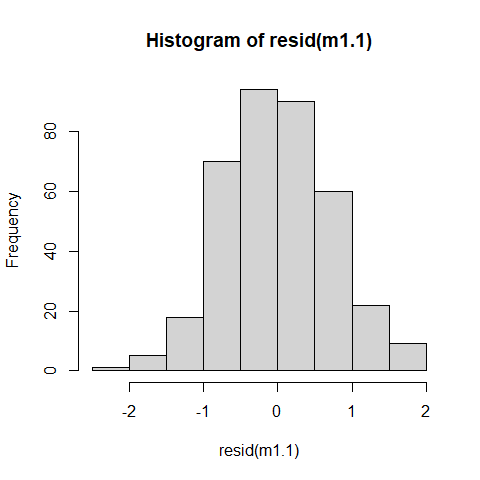 Histogram of resid(m1.1)
Frequency
80
60
40
20
0
-2 -1 0 1 2
resid(m1.1)